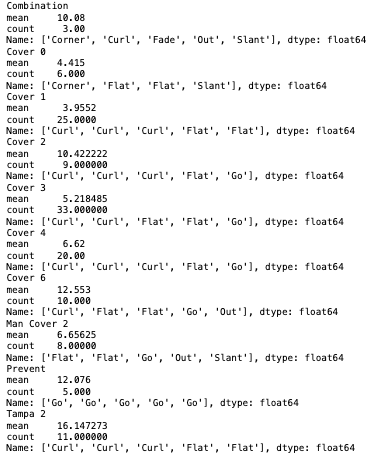 Combination
mean 10.08
count 3.00
Name: ['Corner', 'Curl', 'Fade', 'Out', 'Slant'], dtype: float64
Cover 0
mean 4.415
count 6.000
Name: ['Corner', 'Flat', 'Flat', 'Slant'], dtype: float64
Cover 1
mean 3.9552
count 25.0000
Name: ['Curl', 'Curl', 'Curl', 'Flat', 'Flat'], dtype: float64
Cover 2
mean 10.422222
count 9.000000
Name: ['Curl', 'Curl', 'Curl', 'Flat', 'Go'], dtype: float64
Cover 3
mean 5.218485
count 33.000000
Name: ['Curl', 'Curl', 'Flat', 'Flat', 'Go'], dtype: float64
Cover 4
mean 6.62
count 20.00
Name: ['Curl', 'Curl', 'Curl', 'Flat', 'Go'], dtype: float64
Cover 6
mean 12.553
count 10.000
Name: ['Curl', 'Flat', 'Flat', 'Go', 'Out'], dtype: float64
Man Cover 2
mean 6.65625
count 8.00000
Name: ['Flat', 'Flat', 'Go', 'Out', 'Slant'], dtype: float64
Prevent
mean 12.076
count 5.000
Name: ['Go', 'Go', 'Go', 'Go', 'Go'], dtype: float64
Tampa 2
mean 16.147273
count 11.000000
Name: ['Curl', 'Curl', 'Curl', 'Flat', 'Flat'], dtype: float64